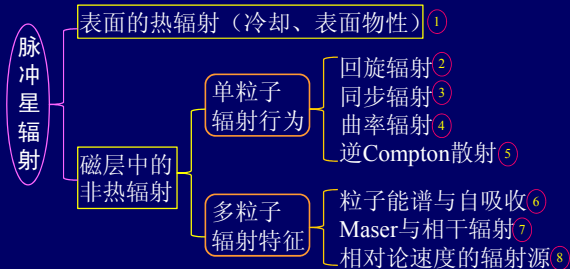 脉冲星辐射
表面的热辐射（冷却、表面物性）①
磁层中的
非热辐射
单粒子
辐射行为
回旋辐射②
同步辐射③
曲率辐射④
逆Compton散射⑤
多粒子
辐射特征
粒子能谱与自吸收⑥
Maser与相干辐射⑦
相对论速度的辐射源⑧